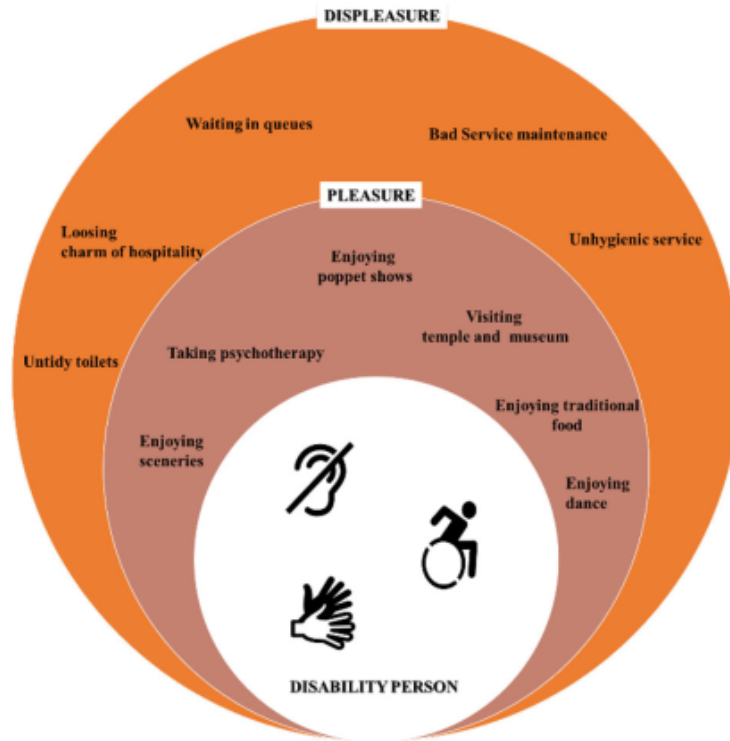 DISPLEASURE
Waiting in queues
Bad Service maintenance
PLEASURE
Loosing
charm of hospitality
Unhygienic service
Enjoying
poppet shows
Visiting
temple and museum
Taking psychotherapy
Untidy toilets
Enjoying traditional
food
Enjoying
sceneries
Enjoying
dance
DISABILITY PERSON